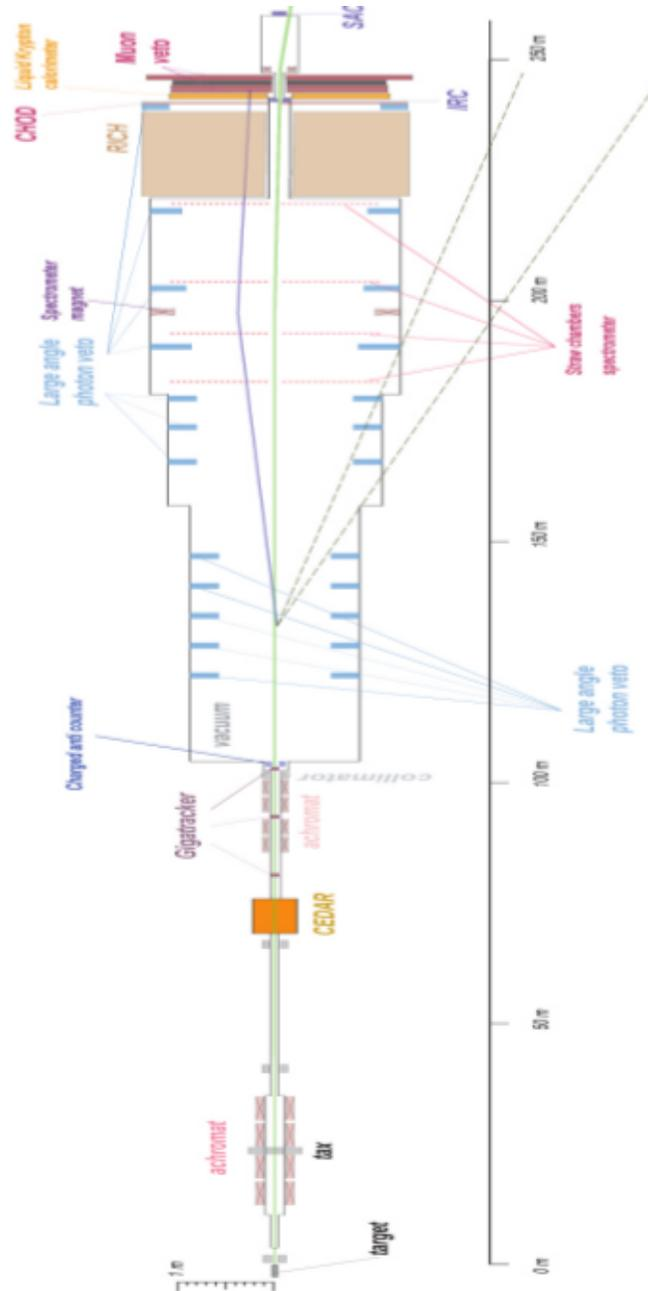 SAC
Muon
veto
Liquid Krypton
calorimeter
CHOD
RICH
IRC
250 m
Spectrometer
magnet
200 m
Large angle
photon veto
Straw chambers
spectrometer
150 m
Charged anti counter
vacuum
Large angle
photon veto
collimator
100 m
Gigatracker
achromat
CEDAR
50 m
achromat
tax
target
1 m
0 m